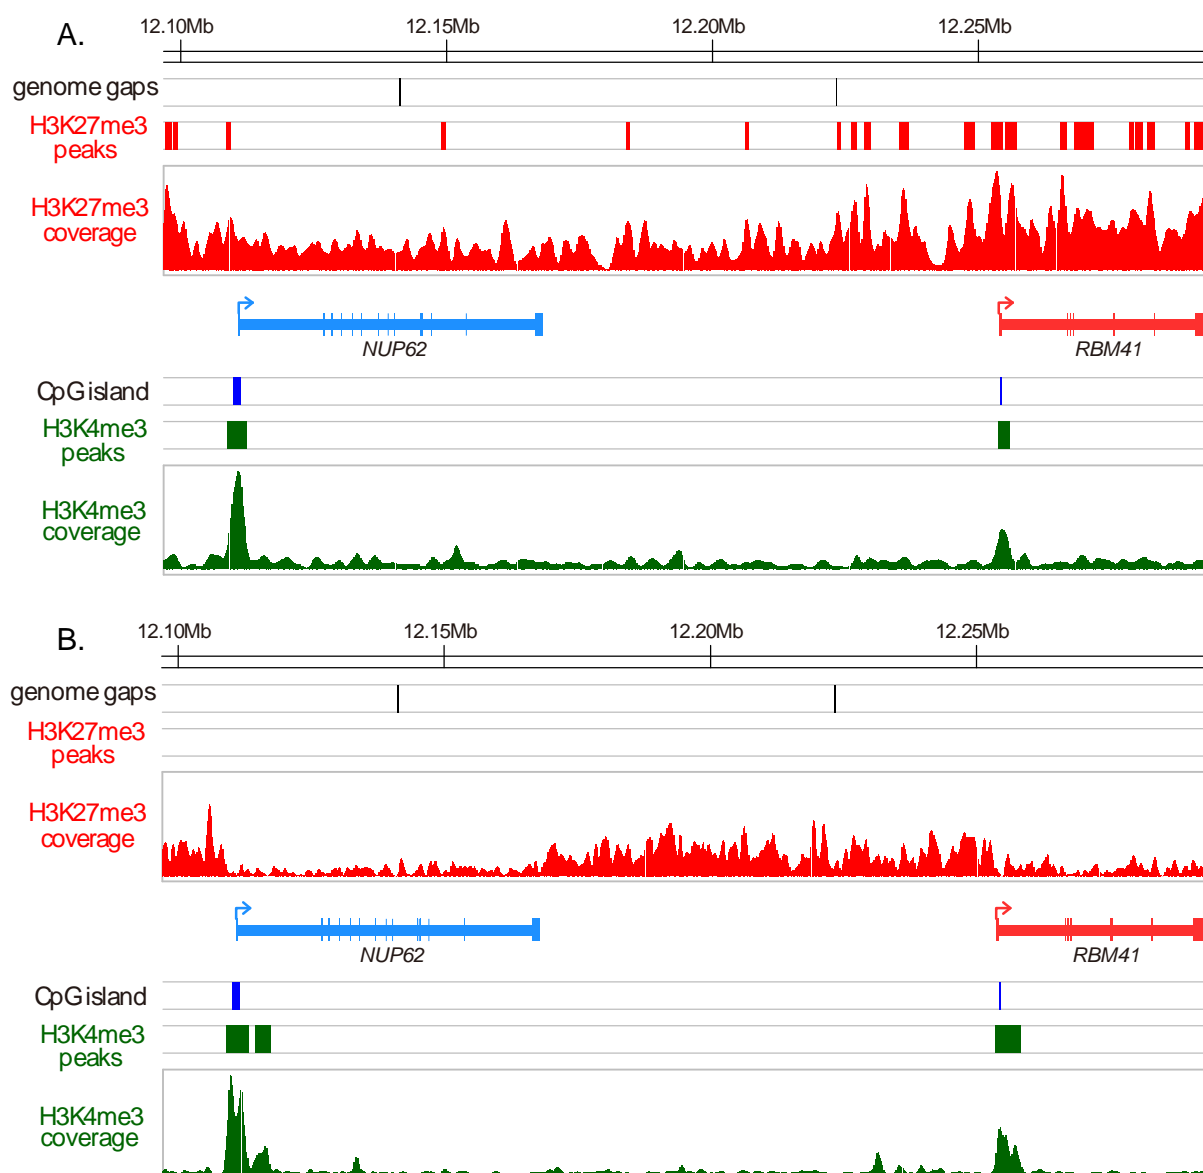 A.
12.10Mb 12.15Mb 12.20Mb 12.25Mb
genome gaps
H3K27me3
peaks
H3K27me3
coverage
NUP62 RBM41
CpG island
H3K4me3
peaks
H3K4me3
coverage
B.
12.10Mb 12.15Mb 12.20Mb 12.25Mb
genome gaps
H3K27me3
peaks
H3K27me3
coverage
NUP62 RBM41
CpG island
H3K4me3
peaks
H3K4me3
coverage